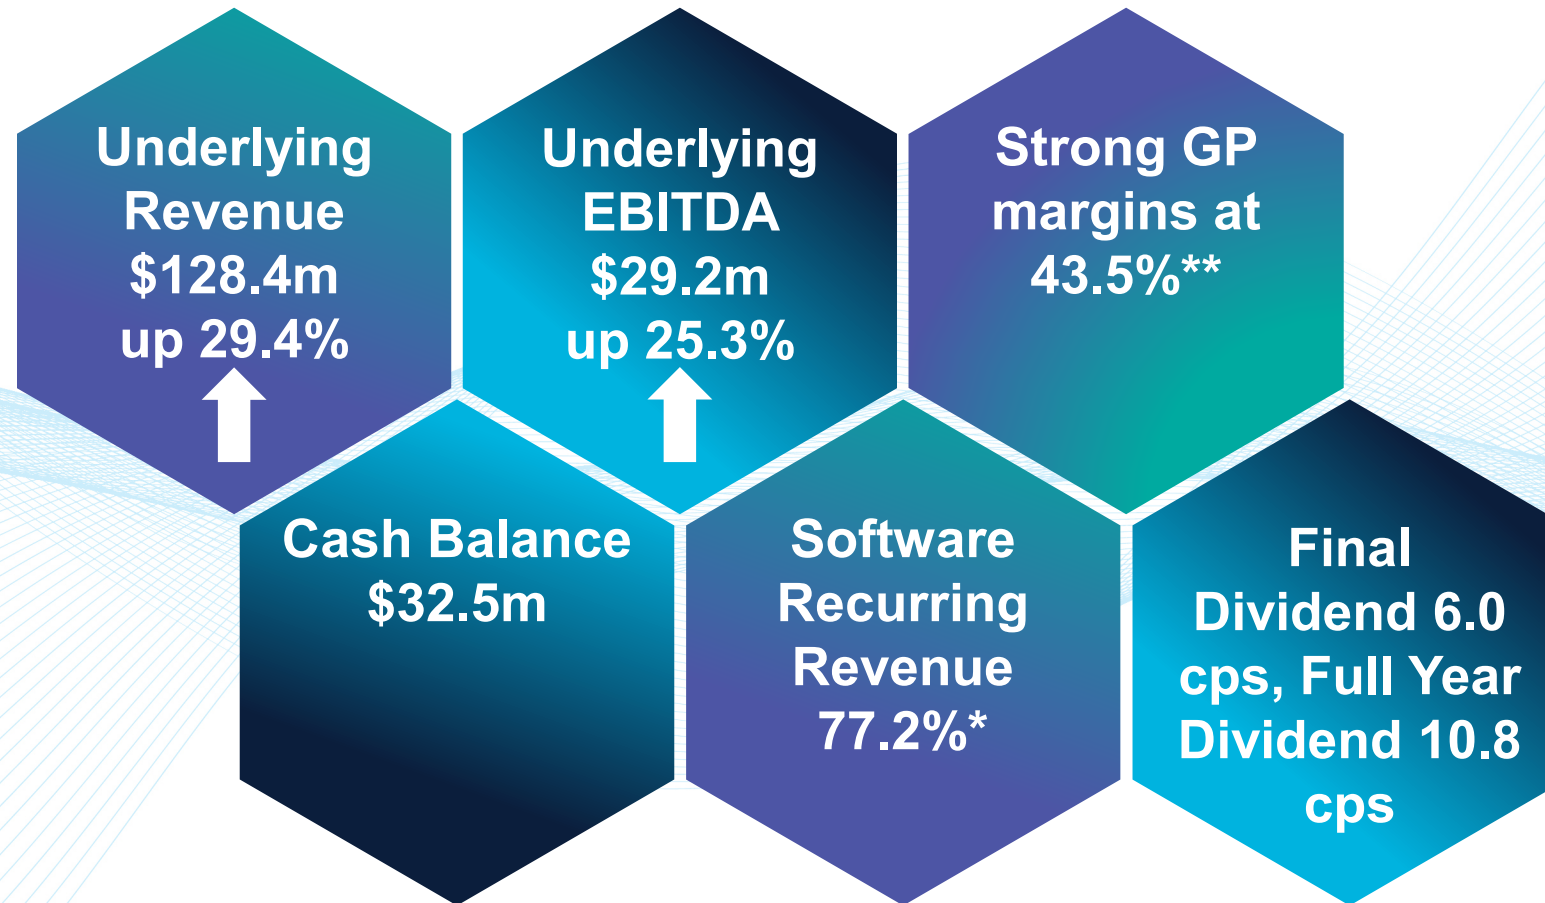 Underlying
Revenue
$128.4m
up 29.4%
Underlying
EBITDA
$29.2m
up 25.3%
Strong GP
margins at
43.5%**
Cash Balance
$32.5m
Software
Recurring
Revenue
77.2%*
Final
Dividend 6.0
cps, Full Year
Dividend 10.8
cps